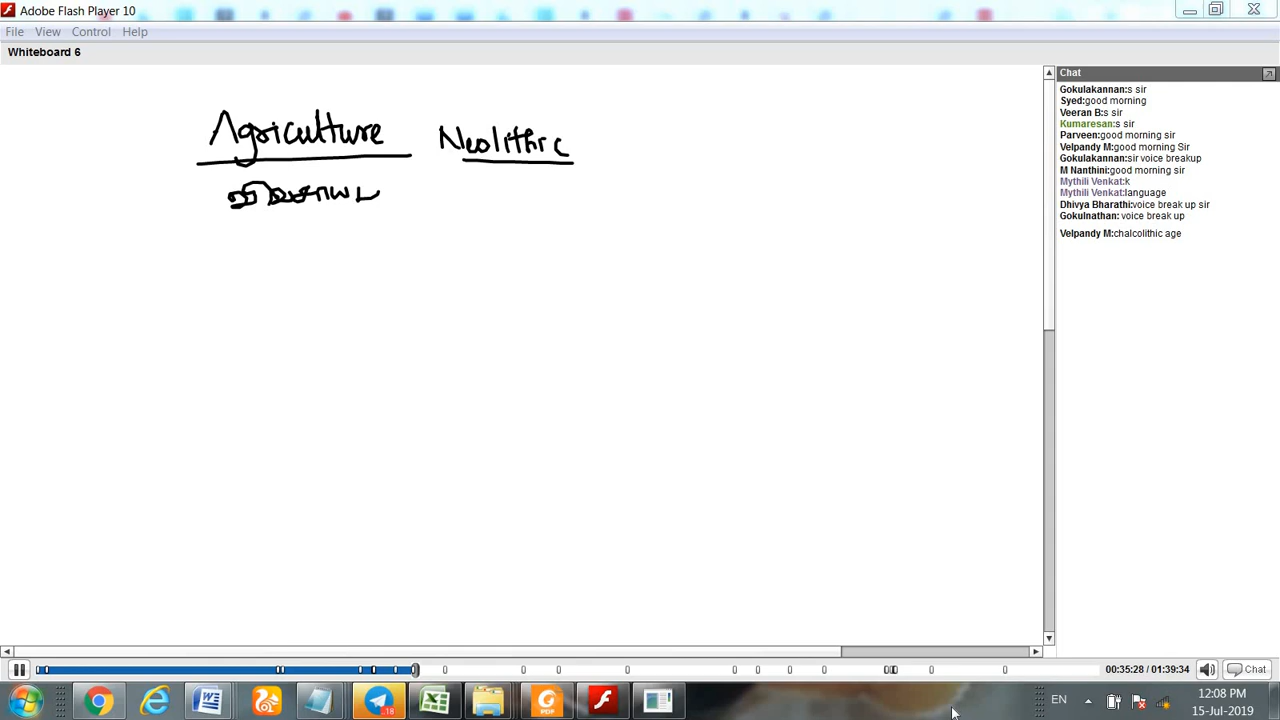 Adobe Flash Player 10
File View Control Help
Whiteboard 6
Agriculture Neolithic
Chat
Gokulakannan:s sir
Syed:good morning
Veeran B:s sir
Kumaresan:s sir
Parveen:good morning sir
Velpandy M:good morning Sir
Gokulakannan:sir voice breakup
M Nanthini:good morning sir
Mythili Venkat:k
Mythili Venkat:language
Dhivya Bharathi:voice break up sir
Gokulnathan: voice break up
Velpandy M:chalcolithic age
00:35:28 / 01:39:34 Chat
EN 12:08 PM
15-Jul-2019